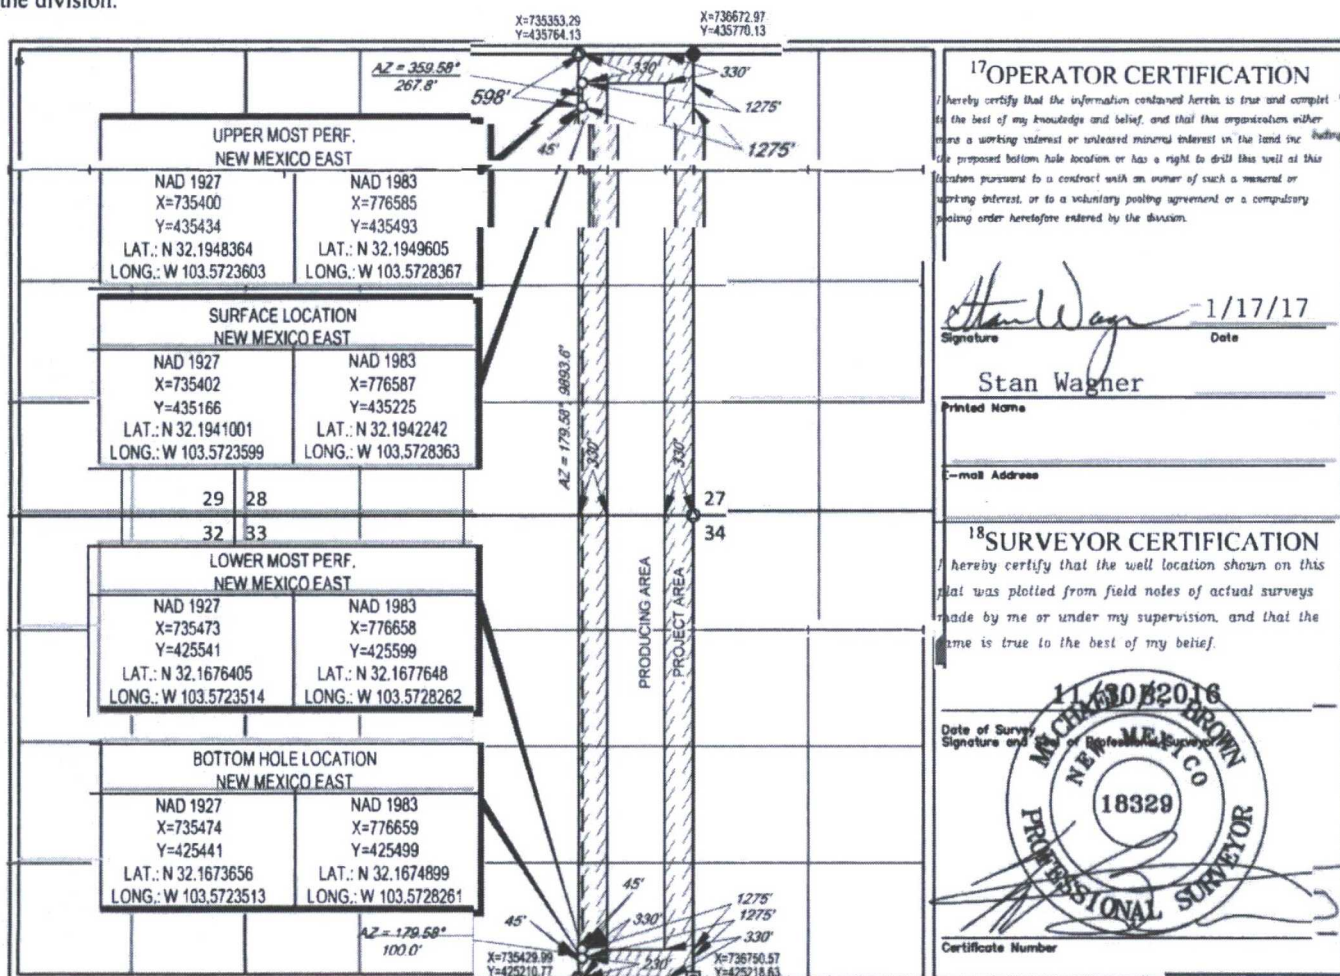 the division.
X=735353.29
Y=435764.13
X=736672.97
Y=435770.13
AZ = 359.58°
267.8'
598'
330'
330'
1275'
45'
1275'
UPPER MOST PERF.
NEW MEXICO EAST
NAD 1927
X=735400
Y=435434
LAT.: N 32.1948364
LONG.: W 103.5723603
NAD 1983
X=776585
Y=435493
LAT.: N 32.1949605
LONG.: W 103.5728367
SURFACE LOCATION
NEW MEXICO EAST
NAD 1927
X=735402
Y=435166
LAT.: N 32.1941001
LONG.: W 103.5723599
NAD 1983
X=776587
Y=435225
LAT.: N 32.1942242
LONG.: W 103.5728363
AZ = 179.58° 9893.6'
330'
330'
29 28
32 33
27
34
LOWER MOST PERF.
NEW MEXICO EAST
NAD 1927
X=735473
Y=425541
LAT.: N 32.1676405
LONG.: W 103.5723514
NAD 1983
X=776658
Y=425599
LAT.: N 32.1677648
LONG.: W 103.5728262
PRODUCING AREA
PROJECT AREA
BOTTOM HOLE LOCATION
NEW MEXICO EAST
NAD 1927
X=735474
Y=425441
LAT.: N 32.1673656
LONG.: W 103.5723513
NAD 1983
X=776659
Y=425499
LAT.: N 32.1674899
LONG.: W 103.5728261
45'
45'
330'
1275'
1275'
330'
230'
AZ = 179.58°
100.0'
X=735429.99
Y=425210.77
X=736750.57
Y=425218.63
17 OPERATOR CERTIFICATION
I hereby certify that the information contained herein is true and complet
to the best of my knowledge and belief, and that this organization either
owns a working interest or unleased mineral interest in the land inc luding
the proposed bottom hole location or has a right to drill this well at this
location pursuant to a contract with an owner of such a mineral or
working interest, or to a voluntary pooling agreement or a compulsory
pooling order heretofore entered by the division.
Stan Wagner 1/17/17
Signature Date
Stan Wagner
Printed Name
E-mail Address
18 SURVEYOR CERTIFICATION
I hereby certify that the well location shown on this
plat was plotted from field notes of actual surveys
made by me or under my supervision, and that the
same is true to the best of my belief.
11/30/2016
Date of Survey
Signature and Seal of Professional Surveyor
MICHAEL BROWN
NEW MEXICO
18329
PROFESSIONAL SURVEYOR
Certificate Number